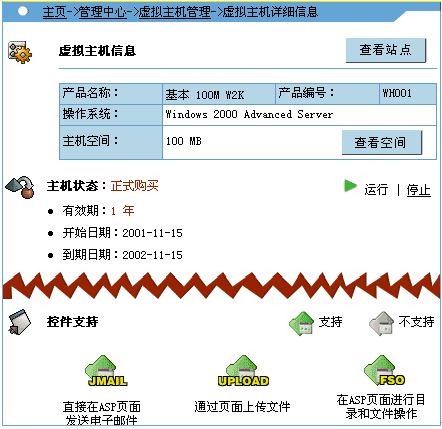 主页->管理中心->虚拟主机管理->虚拟主机详细信息
虚拟主机信息
查看站点
产品名称： 基本 100M W2K 产品编号： WH001
操作系统： Windows 2000 Advanced Server
主机空间： 100 MB 查看空间
主机状态：正式购买 运行 | 停止
● 有效期：1 年
● 开始日期：2001-11-15
● 到期日期：2002-11-15
控件支持 支持 不支持
JMAIL UPLOAD FSO
直接在ASP页面
发送电子邮件
通过页面上传文件
在ASP页面进行目
录和文件操作